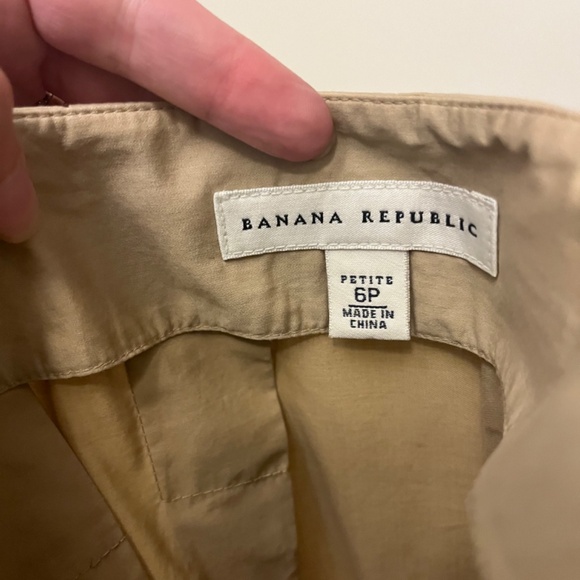 BANANA REPUBLIC
PETITE
6P
MADE IN
CHINA